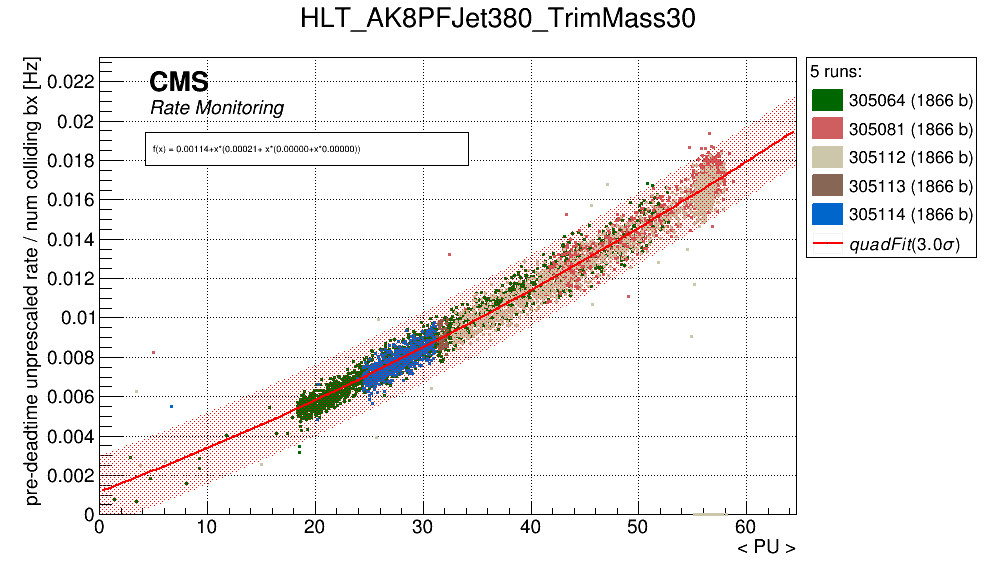 HLT_AK8PFJet380_TrimMass30
pre-deadtime unprescaled rate / num colliding bx [Hz]
0.022
0.02
0.018
0.016
0.014
0.012
0.01
0.008
0.006
0.004
0.002
0
CMS
Rate Monitoring
f(x) = 0.00114+x*(0.00021+ x*(0.00000+x*0.00000))
0 10 20 30 40 50 60
< PU >
5 runs:
305064 (1866 b)
305081 (1866 b)
305112 (1866 b)
305113 (1866 b)
305114 (1866 b)
quadFit(3.0σ)